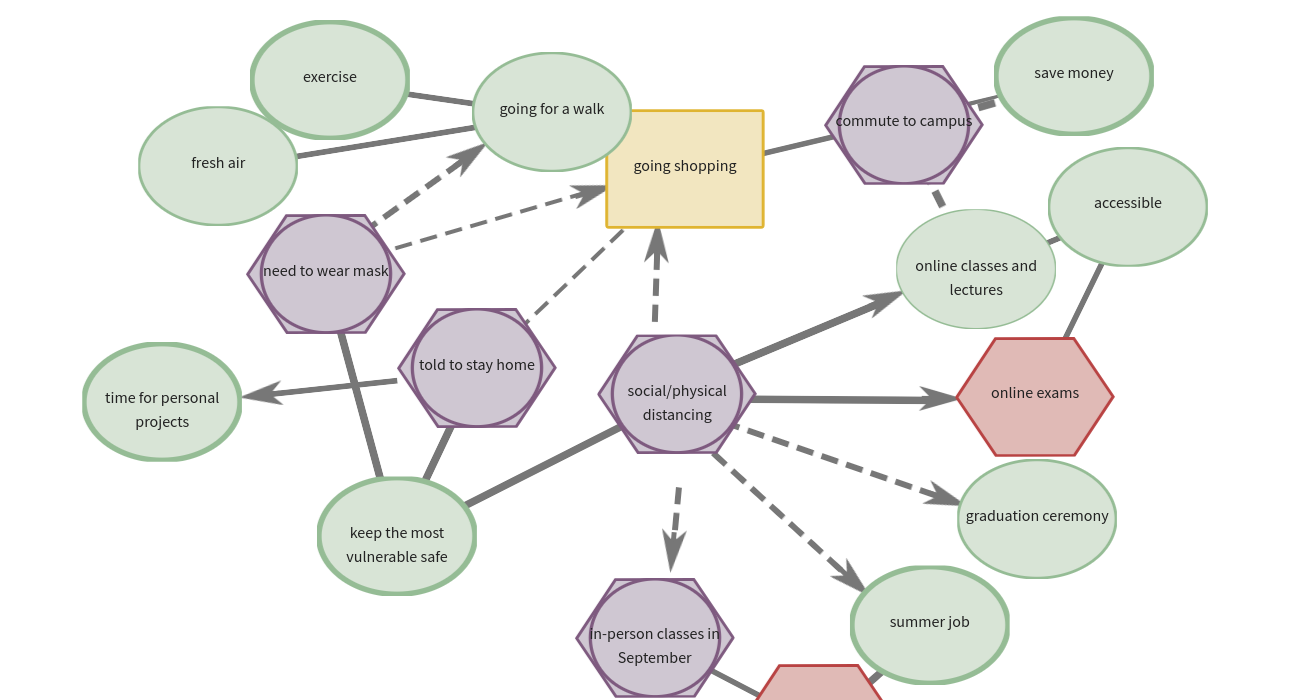 exercise
save money
going for a walk
commute to campus
fresh air
going shopping
accessible
need to wear mask
online classes and
lectures
told to stay home
social/physical
distancing
online exams
time for personal
projects
graduation ceremony
keep the most
vulnerable safe
summer job
in-person classes in
September